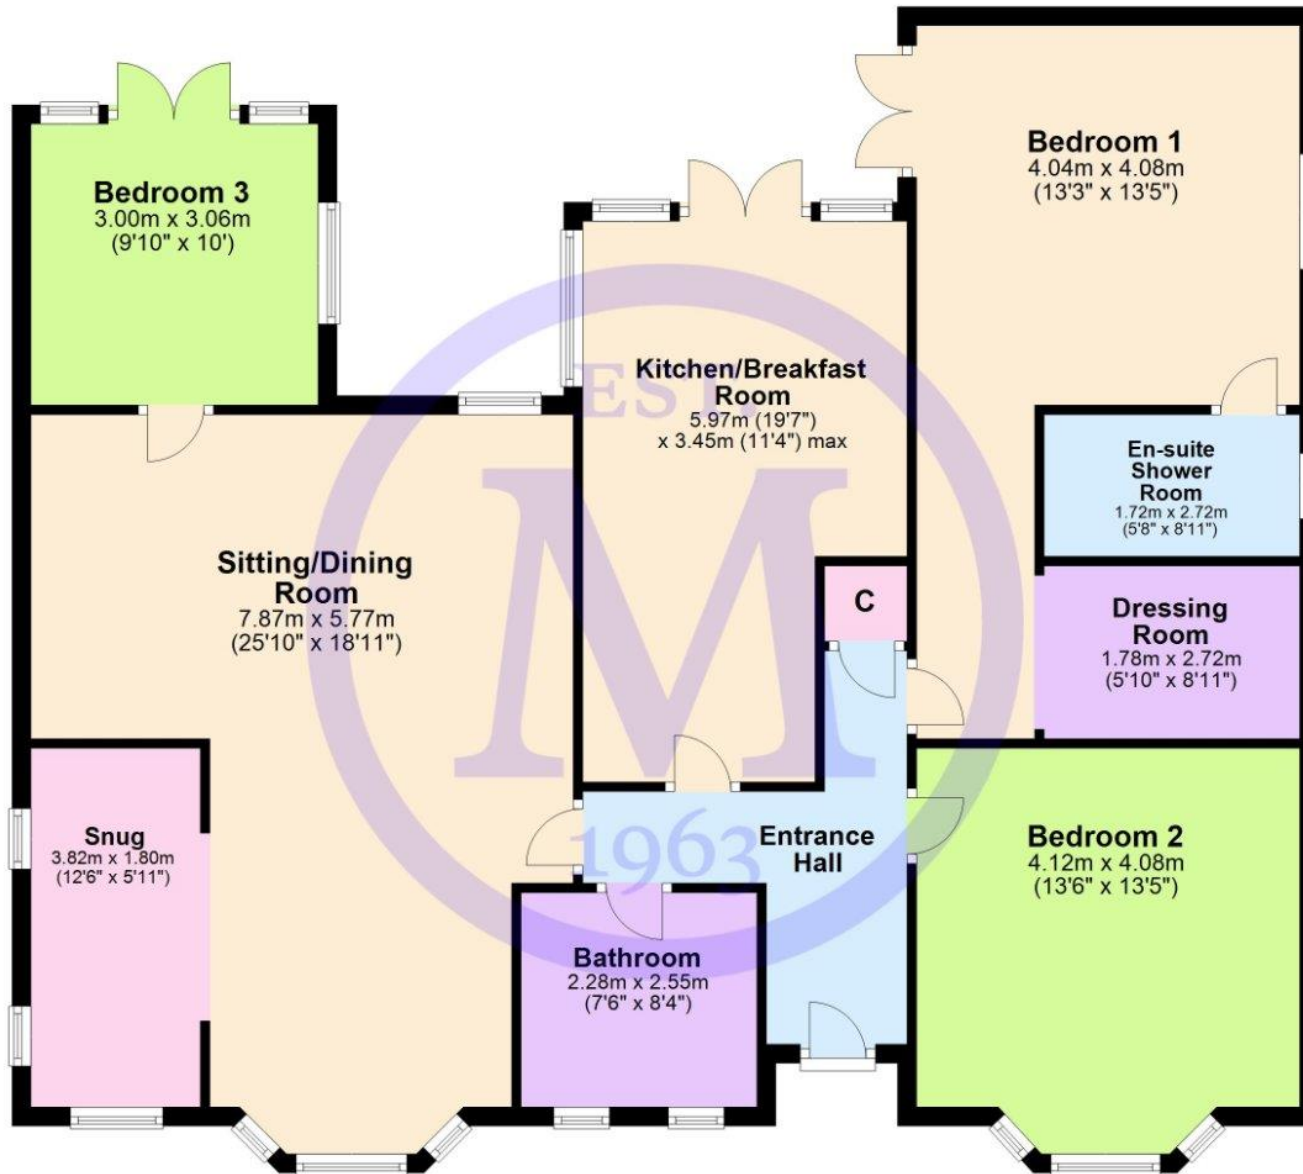 Bedroom 3
3.00m x 3.06m
(9'10" x 10')
Bedroom 1
4.04m x 4.08m
(13'3" x 13'5")
Kitchen/Breakfast
Room
5.97m (19'7")
x 3.45m (11'4") max
EST.
M
1963
En-suite
Shower
Room
1.72m x 2.72m
(5'8" x 8'11")
Sitting/Dining
Room
7.87m x 5.77m
(25'10" x 18'11")
C
Dressing
Room
1.78m x 2.72m
(5'10" x 8'11")
Snug
3.82m x 1.80m
(12'6" x 5'11")
Entrance
Hall
Bedroom 2
4.12m x 4.08m
(13'6" x 13'5")
Bathroom
2.28m x 2.55m
(7'6" x 8'4")